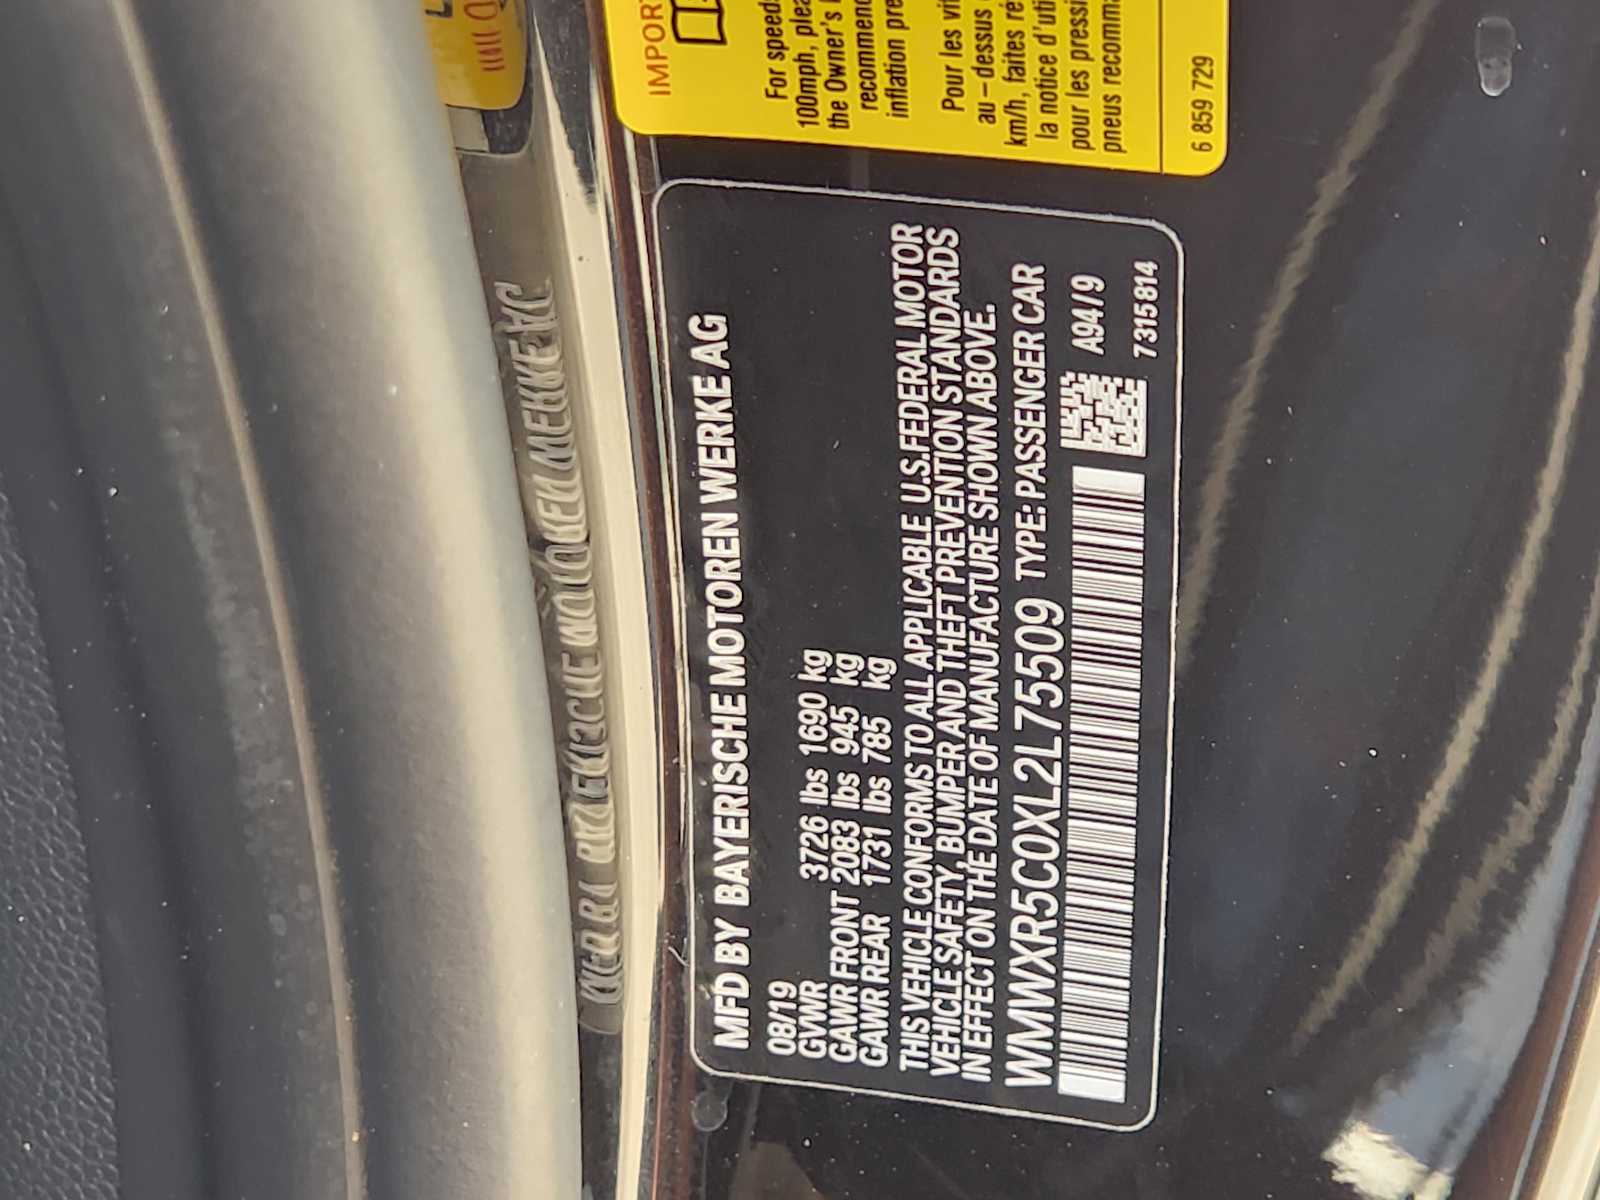 MFD BY BAYERISCHE MOTOREN WERKE AG
08/19
GVWR 3726 lbs 1690 kg
GAWR FRONT 2083 lbs 945 kg
GAWR REAR 1731 lbs 785 kg
THIS VEHICLE CONFORMS TO ALL APPLICABLE U.S.FEDERAL MOTOR
VEHICLE SAFETY, BUMPER AND THEFT PREVENTION STANDARDS
IN EFFECT ON THE DATE OF MANUFACTURE SHOWN ABOVE.
WMWXR5C0XL2L75509 TYPE: PASSENGER CAR
A94/9
7315814
For speeds
100mph, plea
the Owner's
recommen
inflation pre
Pour les vit
au-dessus
km/h, faites ré
la notice d'uti
pour les pressi
pneus recomma
6 859 729